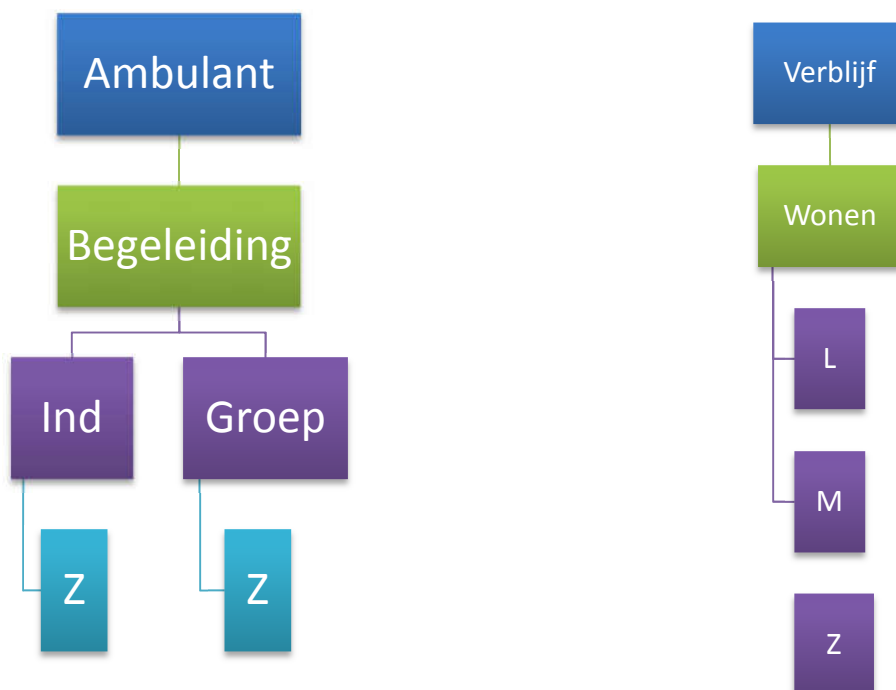 Ambulant
Begeleiding
Ind
Groep
Z
Z
Verblijf
Wonen
L
M
Z